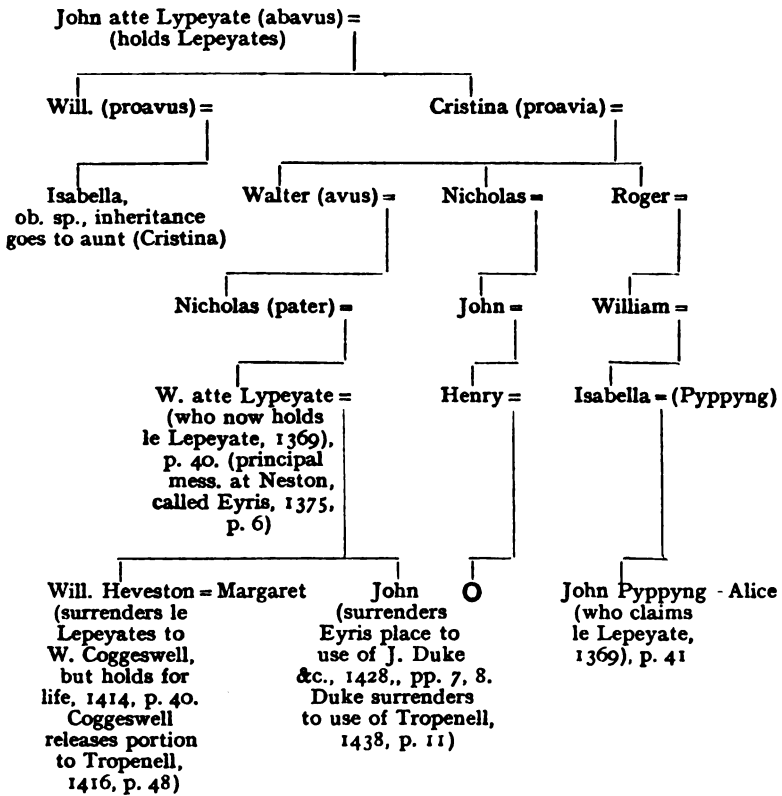 John atte Lypeyate (abavus) =
(holds Lepeyates)
Will. (proavus) =
Cristina (proavia) =
Isabella,
ob. sp., inheritance
goes to aunt (Cristina)
Walter (avus) =
Nicholas =
Roger =
Nicholas (pater) =
John =
William =
W. atte Lypeyate =
(who now holds
le Lepeyate, 1369),
p. 40. (principal
mess. at Neston,
called Eyris, 1375,
p. 6)
Henry =
Isabella = (Pyppyng)
Will. Heveston = Margaret
(surrenders le
Lepeyates to
W. Coggeswell,
but holds for
life, 1414, p. 40.
Coggeswell
releases portion
to Tropenell,
1416, p. 48)
John
(surrenders
Eyris place to
use of J. Duke
&c., 1428,, pp. 7, 8.
Duke surrenders
to use of Tropenell,
1438, p. 11)
O
John Pyppyng - Alice
(who claims
le Lepeyate,
1369), p. 41